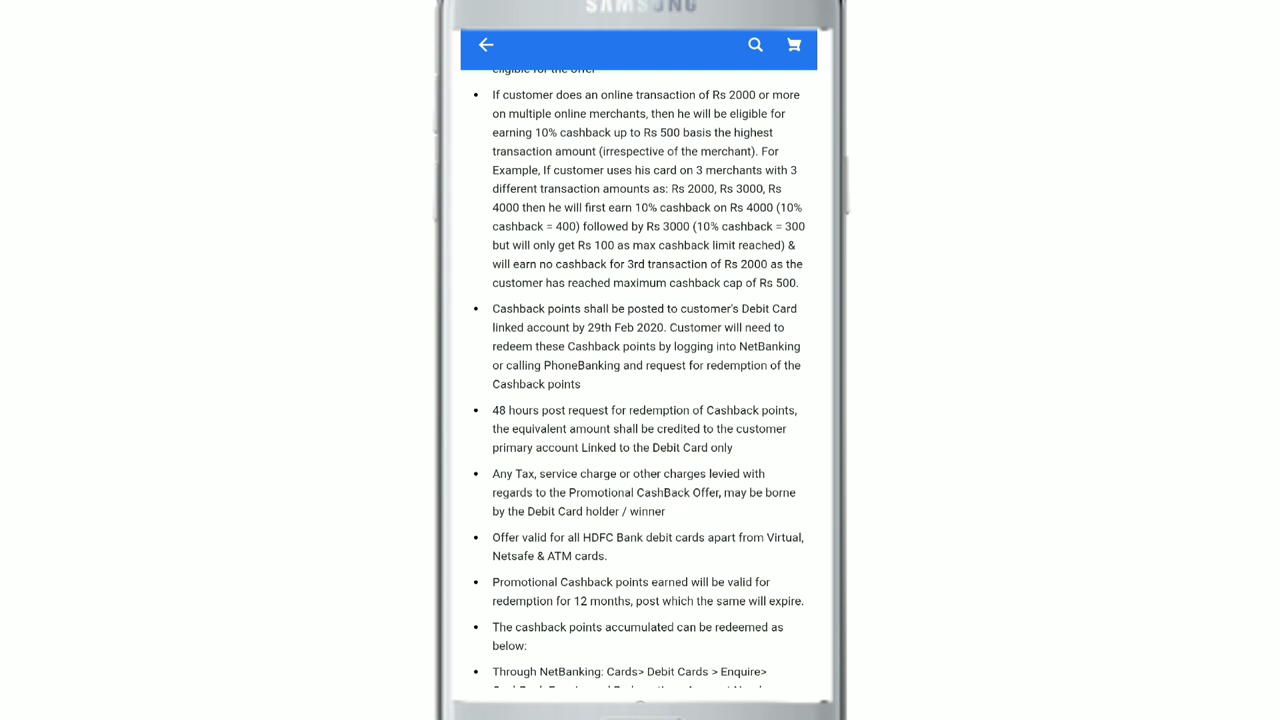 SAMSUNG
eligible for the offer
• If customer does an online transaction of Rs 2000 or more
on multiple online merchants, then he will be eligible for
earning 10% cashback up to Rs 500 basis the highest
transaction amount (irrespective of the merchant). For
Example, If customer uses his card on 3 merchants with 3
different transaction amounts as: Rs 2000, Rs 3000, Rs
4000 then he will first earn 10% cashback on Rs 4000 (10%
cashback = 400) followed by Rs 3000 (10% cashback = 300
but will only get Rs 100 as max cashback limit reached) &
will earn no cashback for 3rd transaction of Rs 2000 as the
customer has reached maximum cashback cap of Rs 500.
• Cashback points shall be posted to customer's Debit Card
linked account by 29th Feb 2020. Customer will need to
redeem these Cashback points by logging into NetBanking
or calling PhoneBanking and request for redemption of the
Cashback points
• 48 hours post request for redemption of Cashback points,
the equivalent amount shall be credited to the customer
primary account Linked to the Debit Card only
• Any Tax, service charge or other charges levied with
regards to the Promotional CashBack Offer, may be borne
by the Debit Card holder / winner
• Offer valid for all HDFC Bank debit cards apart from Virtual,
Netsafe & ATM cards.
• Promotional Cashback points earned will be valid for
redemption for 12 months, post which the same will expire.
• The cashback points accumulated can be redeemed as
below:
• Through NetBanking: Cards> Debit Cards > Enquire>